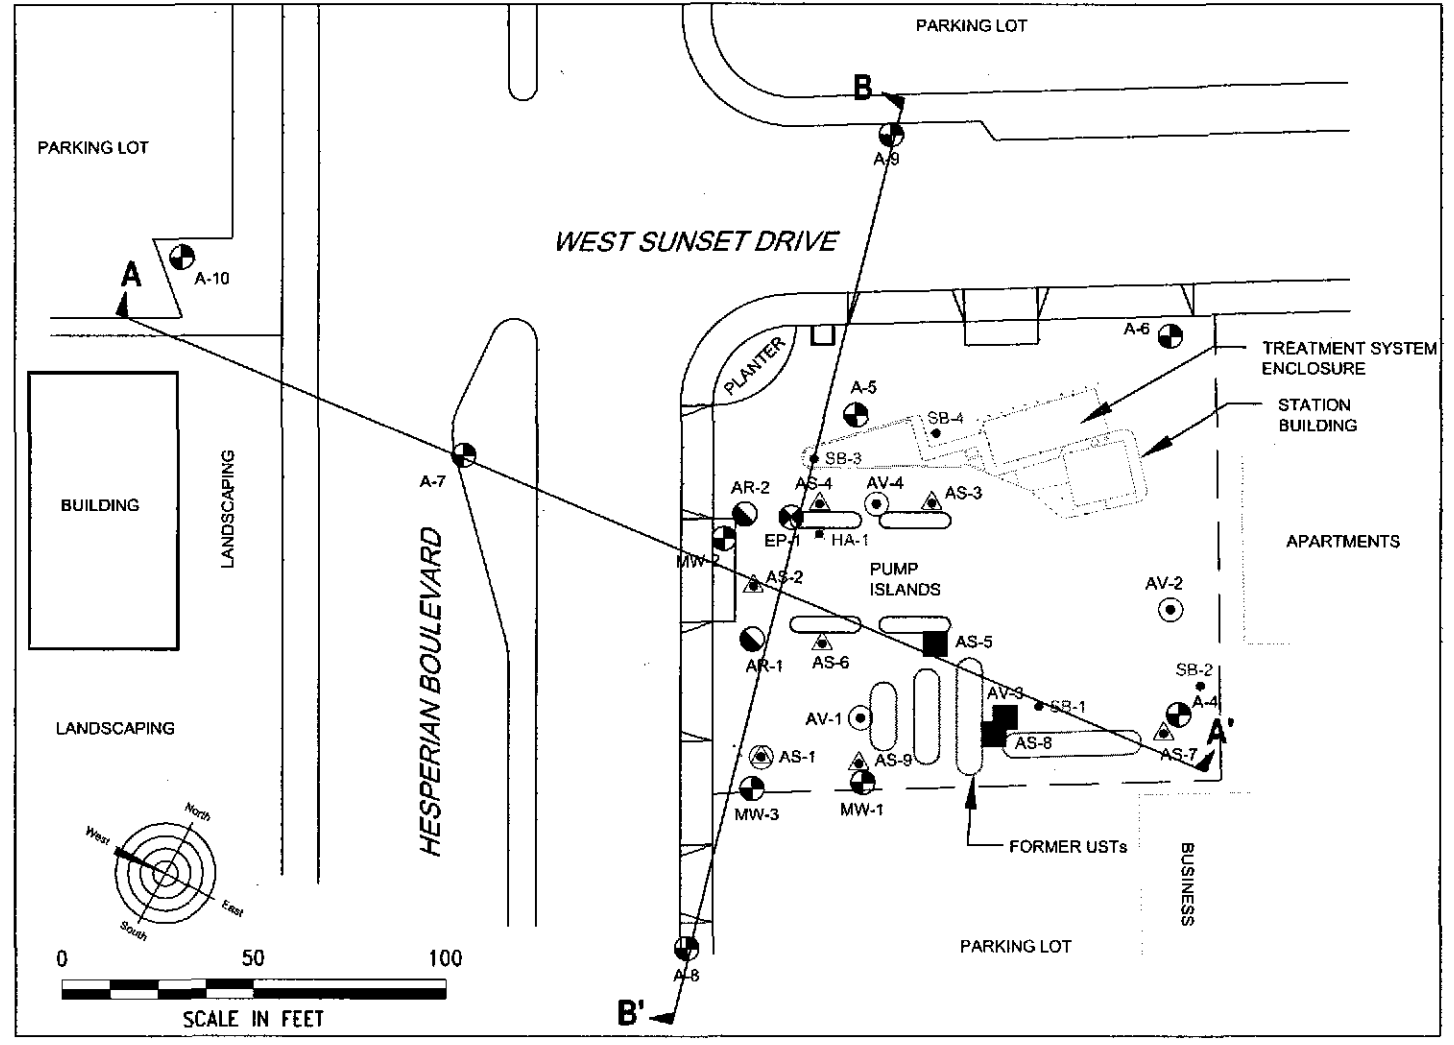 PARKING LOT
B
PARKING LOT
A-9
WEST SUNSET DRIVE
A
A-10
A-6
TREATMENT SYSTEM
ENCLOSURE
PLANTER
A-5
STATION
BUILDING
SB-4
SB-3
A-7
LANDSCAPING
BUILDING
AR-2
AS-4
AV-4
AS-3
EP-1
HA-1
MW-2
APARTMENTS
AS-2
PUMP
ISLANDS
AV-2
HESPERIAN BOULEVARD
AR-1
AS-6
AS-5
SB-2
AV-3
SB-1
A-4
LANDSCAPING
AV-1
AS-8
A'
AS-1
AS-9
AS-7
MW-3
MW-1
North
West
East
South
FORMER USTs
BUSINESS
PARKING LOT
A-8
0 50 100
SCALE IN FEET
B'